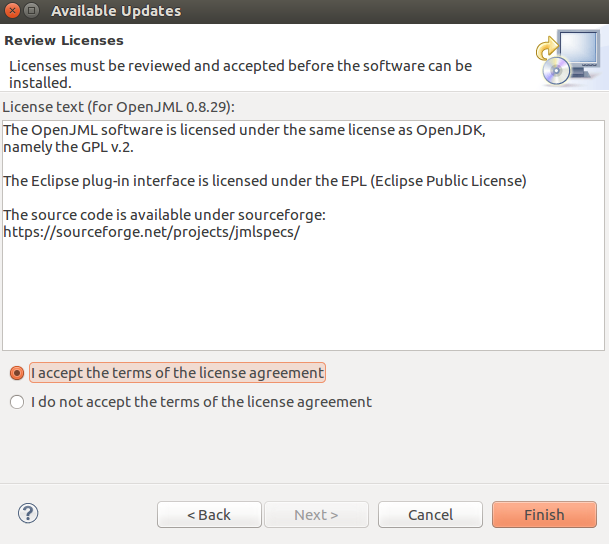 Available Updates
Review Licenses
Licenses must be reviewed and accepted before the software can be
installed.
License text (for OpenJML 0.8.29):
The OpenJML software is licensed under the same license as OpenJDK,
namely the GPL v.2.
The Eclipse plug-in interface is licensed under the EPL (Eclipse Public License)
The source code is available under sourceforge:
https://sourceforge.net/projects/jmlspecs/
I accept the terms of the license agreement
I do not accept the terms of the license agreement
?
< Back
Next >
Cancel
Finish